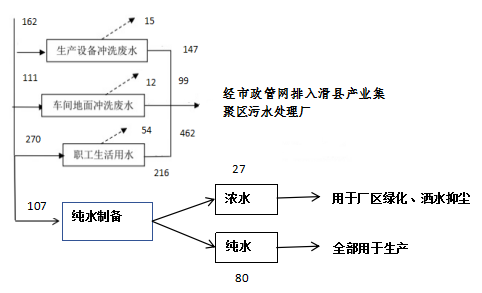 162
15
生产设备冲洗废水
147
111
12
99
车间地面冲洗废水
经市政管网排入滑县产业集
聚区污水处理厂
270
54
462
职工生活用水
216
27
107
纯水制备
浓水
用于厂区绿化、洒水抑尘
纯水
全部用于生产
80